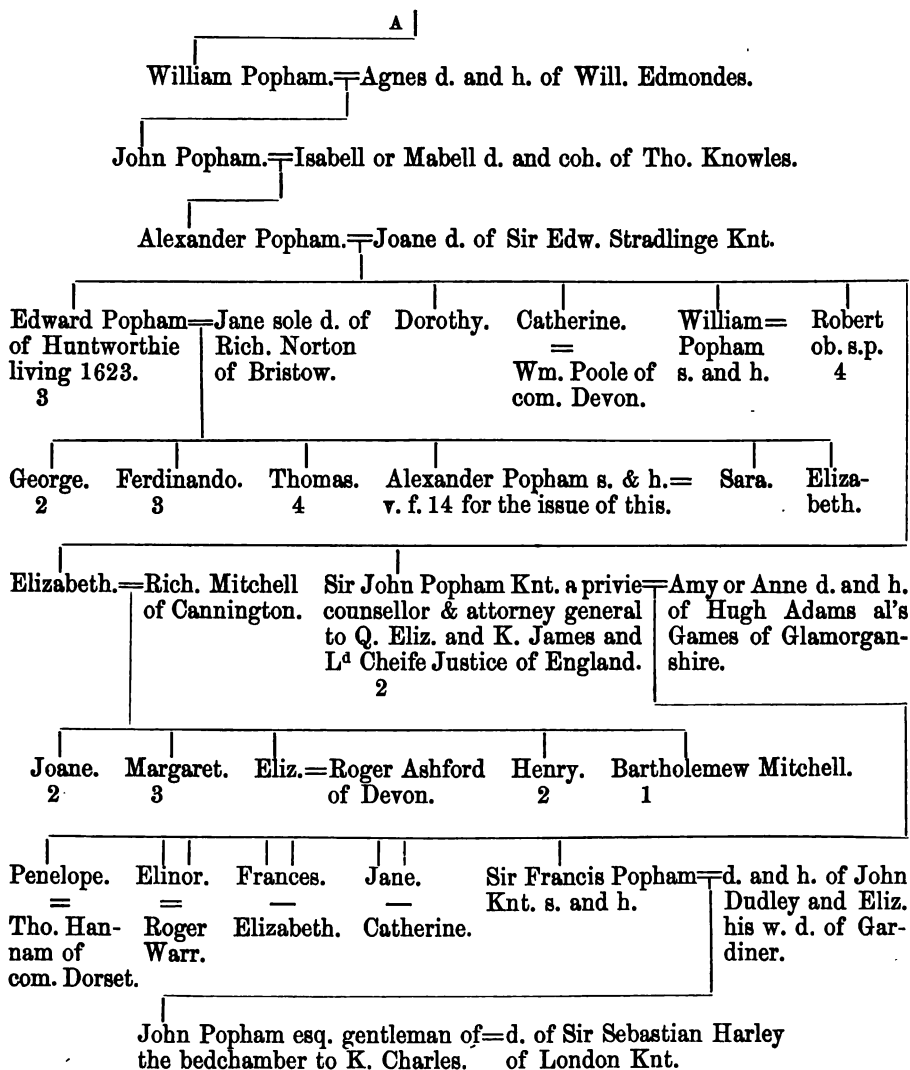 A
William Popham.=Agnes d. and h. of Will. Edmondes.
John Popham.=Isabell or Mabell d. and coh. of Tho. Knowles.
Alexander Popham.=Joane d. of Sir Edw. Stradlinge Knt.
Edward Popham=Jane sole d. of Dorothy. Catherine. William= Robert
of Huntworthie Rich. Norton = Popham ob. s.p.
living 1623. of Bristow. Wm. Poole of s. and h. 4
3 com. Devon.
George. Ferdinando. Thomas. Alexander Popham s. & h.= Sara. Eliza-
2 3 4 v. f. 14 for the issue of this. beth.
Elizabeth.=Rich. Mitchell Sir John Popham Knt. a privie=Amy or Anne d. and h.
of Cannington. counsellor & attorney general of Hugh Adams al's
to Q. Eliz. and K. James and Games of Glamorgan-
Ld Cheife Justice of England. shire.
2
Joane. Margaret. Eliz.=Roger Ashford Henry. Bartholemew Mitchell.
2 3 of Devon. 2 1
Penelope. Elinor. Frances. Jane. Sir Francis Popham=d. and h. of John
= = — — Knt. s. and h. Dudley and Eliz.
Tho. Han- Roger Elizabeth. Catherine. his w. d. of Gar-
nam of Warr. diner.
com. Dorset.
John Popham esq. gentleman of=d. of Sir Sebastian Harley
the bedchamber to K. Charles. of London Knt.